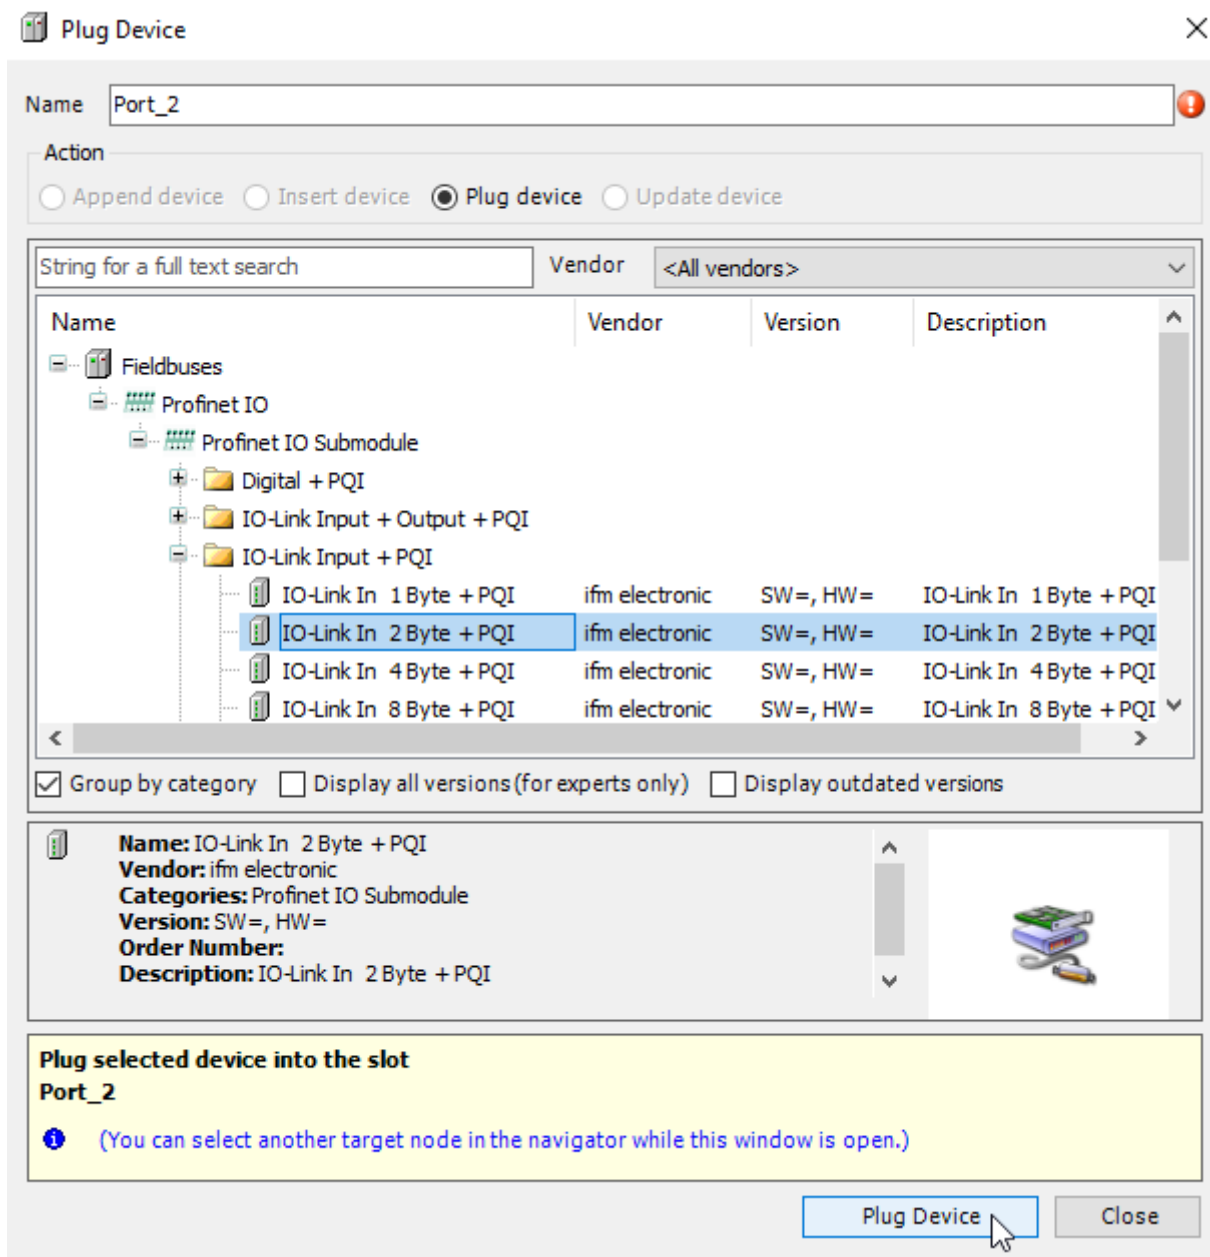 Plug Device
Name Port_2
Action
Append device Insert device Plug device Update device
String for a full text search Vendor <All vendors>
Name Vendor Version Description
Fieldbuses
Profinet IO
Profinet IO Submodule
Digital + PQI
IO-Link Input + Output + PQI
IO-Link Input + PQI
IO-Link In 1 Byte + PQI ifm electronic SW=, HW= IO-Link In 1 Byte + PQI
IO-Link In 2 Byte + PQI ifm electronic SW=, HW= IO-Link In 2 Byte + PQI
IO-Link In 4 Byte + PQI ifm electronic SW=, HW= IO-Link In 4 Byte + PQI
IO-Link In 8 Byte + PQI ifm electronic SW=, HW= IO-Link In 8 Byte + PQI
Group by category Display all versions (for experts only) Display outdated versions
Name: IO-Link In 2 Byte + PQI
Vendor: ifm electronic
Categories: Profinet IO Submodule
Version: SW=, HW=
Order Number:
Description: IO-Link In 2 Byte + PQI
Plug selected device into the slot
Port_2
(You can select another target node in the navigator while this window is open.)
Plug Device Close